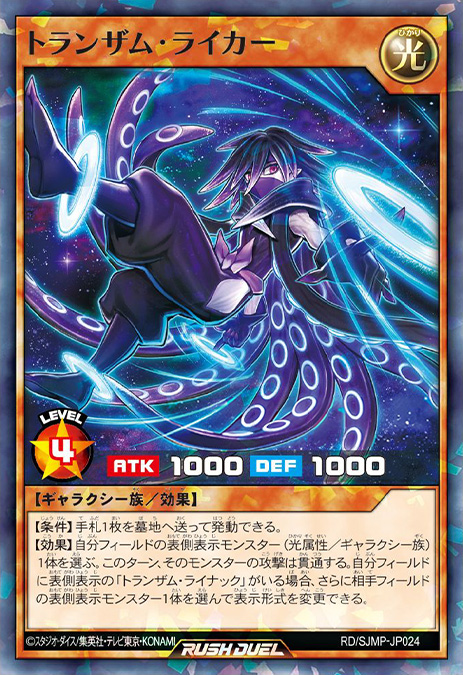 トランザム・ライカー
ひかり
光
LEVEL
4
ATK 1000 DEF 1000
【ギャラクシー族/効果】
【条件】手札1枚を墓地へ送って発動できる。
【効果】自分フィールドの表側表示モンスター(光属性/ギャラクシー族)
1体を選ぶ。このターン、そのモンスターの攻撃は貫通する。自分フィールド
に表側表示の「トランザム・ライナック」がいる場合、さらに相手フィールド
の表側表示モンスター1体を選んで表示形式を変更できる。
©スタジオ・ダイス/集英社・テレビ東京・KONAMI
RUSH DUEL
RD/SJMP-JP024